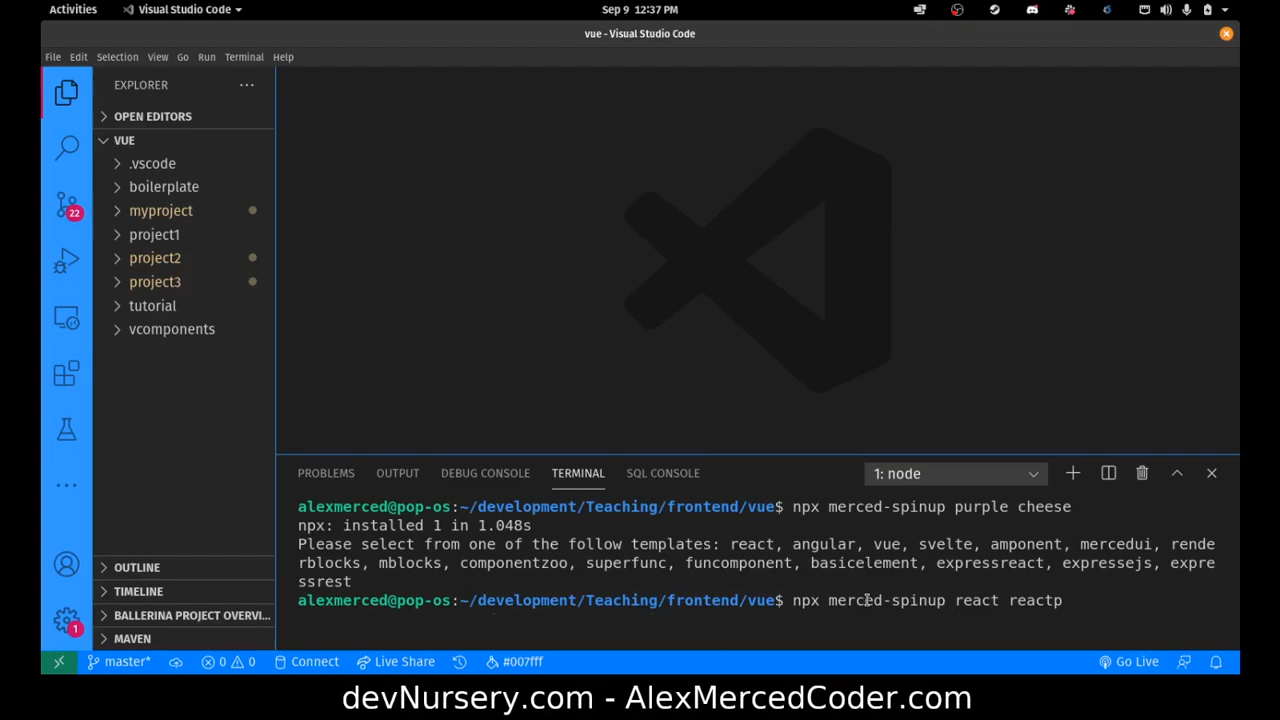 Activities
Visual Studio Code
Sep 9 12:37 PM
vue - Visual Studio Code
File Edit Selection View Go Run Terminal Help
EXPLORER
OPEN EDITORS
VUE
.vscode
boilerplate
myproject
project1
project2
project3
tutorial
vcomponents
22
1
OUTLINE
TIMELINE
BALLERINA PROJECT OVERVI...
MAVEN
PROBLEMS OUTPUT DEBUG CONSOLE TERMINAL SQL CONSOLE
1: node
alexmerced@pop-os:~/development/Teaching/frontend/vue$ npx merced-spinup purple cheese
npx: installed 1 in 1.048s
Please select from one of the follow templates: react, angular, vue, svelte, amponent, mercedui, rende
rblocks, mblocks, componentzoo, superfunc, funcomponent, basicelement, expressreact, expressejs, expre
ssrest
alexmerced@pop-os:~/development/Teaching/frontend/vue$ npx merced-spinup react reactp
master* 0 0 Connect Live Share #007fff Go Live
devNursery.com - AlexMercedCoder.com